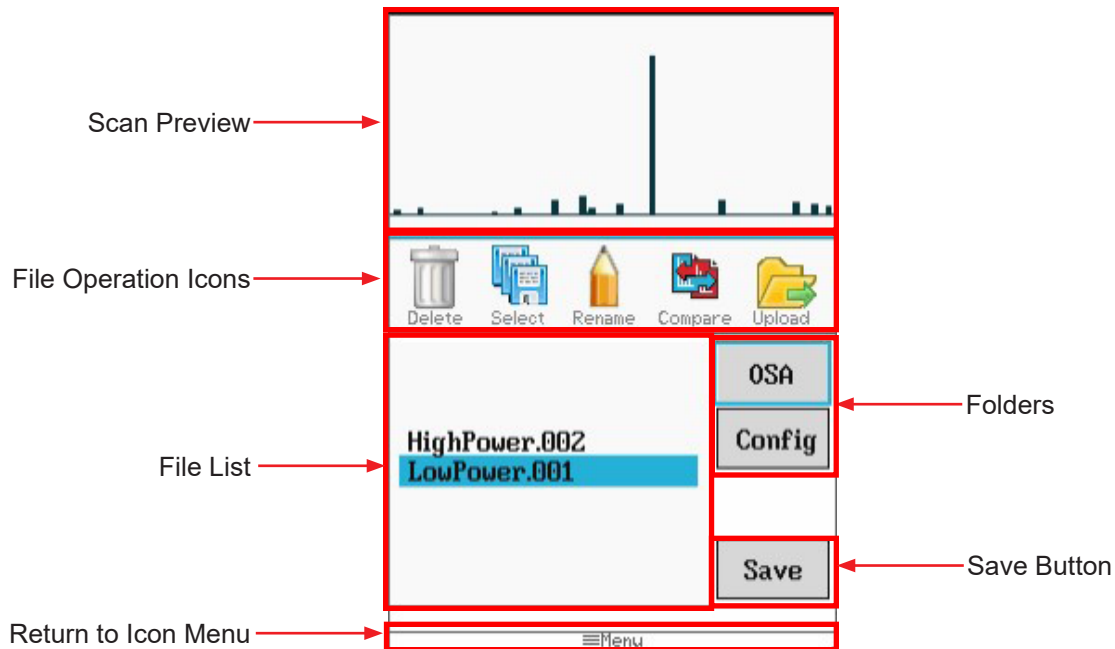 Scan Preview
File Operation Icons
Delete Select Rename Compare Upload
OSA
Folders
Config
HighPower.002
LowPower.001
File List
Save
Save Button
Return to Icon Menu
Menu